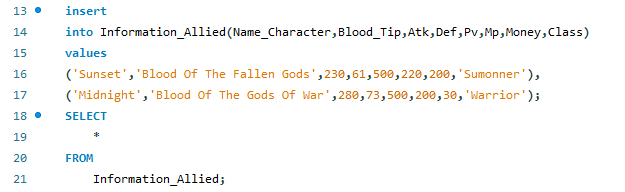 13 insert
14 into Information_Allied(Name_Character,Blood_Tip,Atk,Def,Pv,Mp,Money,Class)
15 values
16 ('Sunset','Blood Of The Fallen Gods',230,61,500,220,200,'Sumonner'),
17 ('Midnight','Blood Of The Gods Of War',280,73,500,200,30,'Warrior');
18 SELECT
19 *
20 FROM
21 Information_Allied;